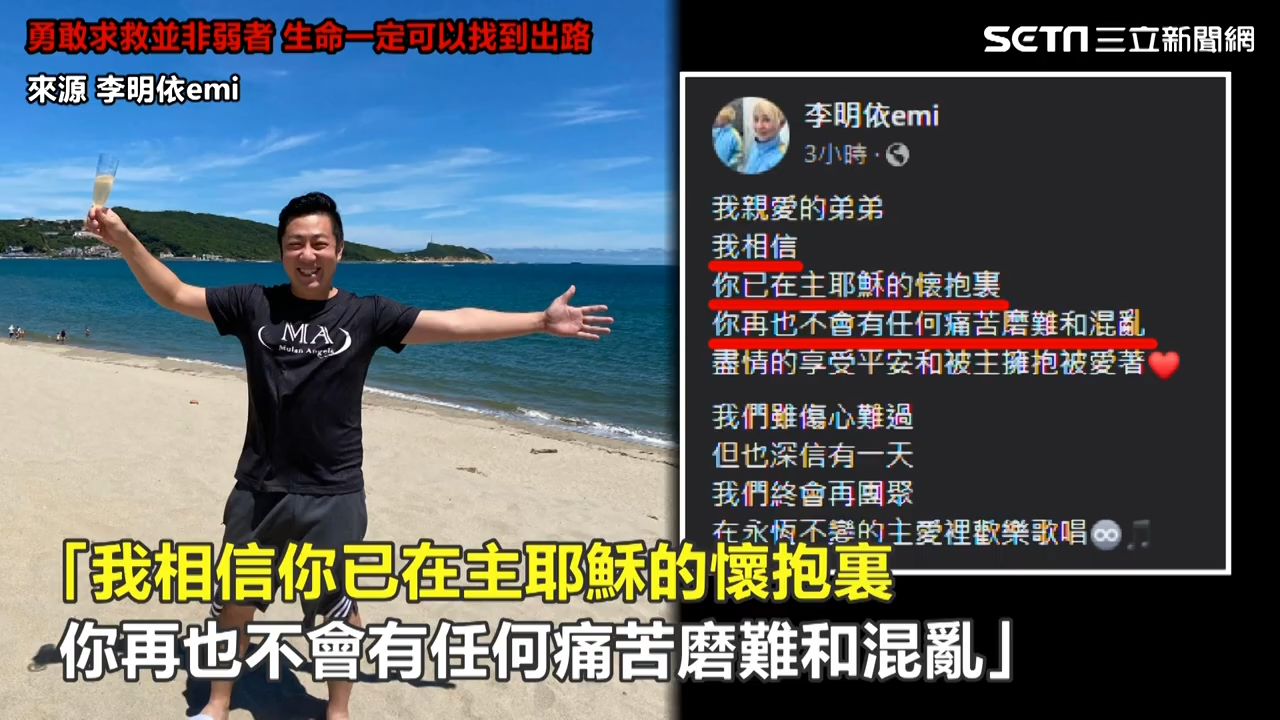 勇敢求救並非弱者 生命一定可以找到出路
來源 李明依emi
SETN三立新聞網
MA
Mulan Angels
李明依emi
3小時
我親愛的弟弟
我相信
你已在主耶穌的懷抱裏
你再也不會有任何痛苦磨難和混亂
盡情的享受平安和被主擁抱被愛著❤️
我們雖傷心難過
但也深信有一天
我們終會再團聚
在永恆不變的主愛裡歡樂歌唱♾️🎵
「我相信你已在主耶穌的懷抱裏
你再也不會有任何痛苦磨難和混亂」